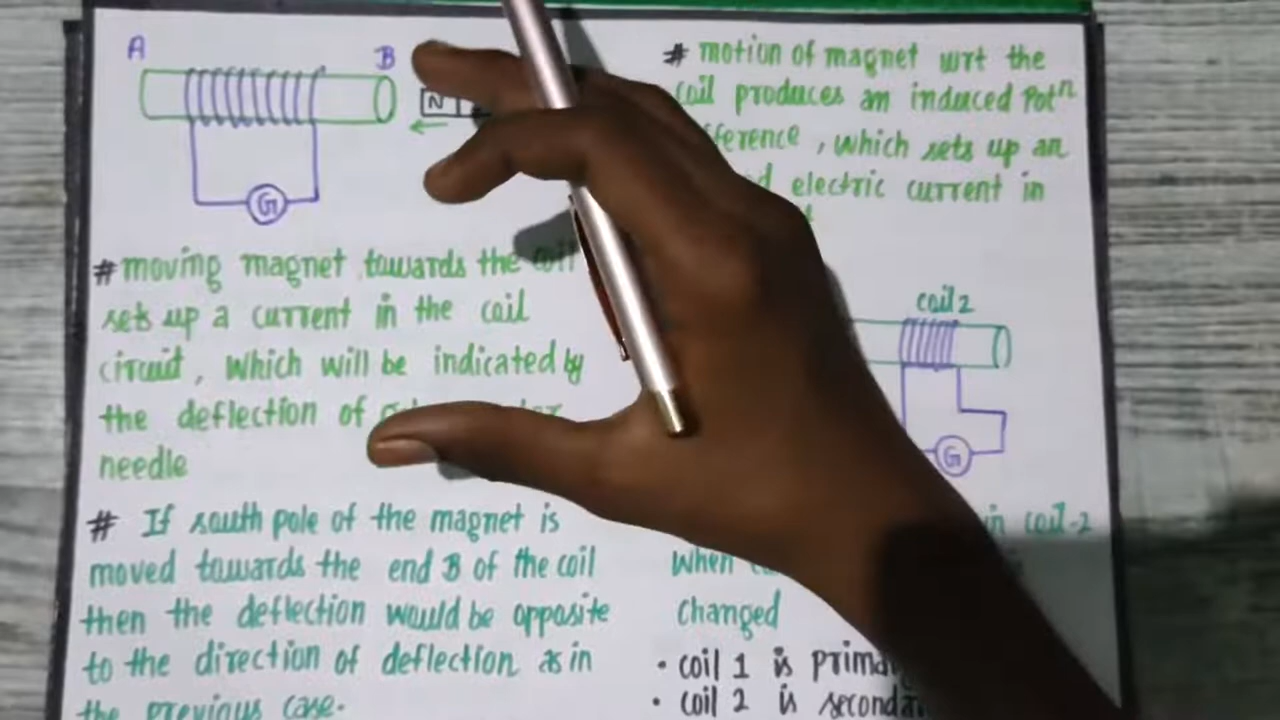 A
B
N
G
# moving magnet towards the coil
sets up a current in the coil
circuit, which will be indicated by
the deflection of
needle
# If south pole of the magnet is
moved towards the end B of the coil
then the deflection would be opposite
to the direction of deflection as in
the previous case.
# motion of magnet wrt the
coil produces an induced Potn
, which sets up an
electric current in
coil 2
G
in coil-2
when
changed
• coil 1 is
• coil 2 is